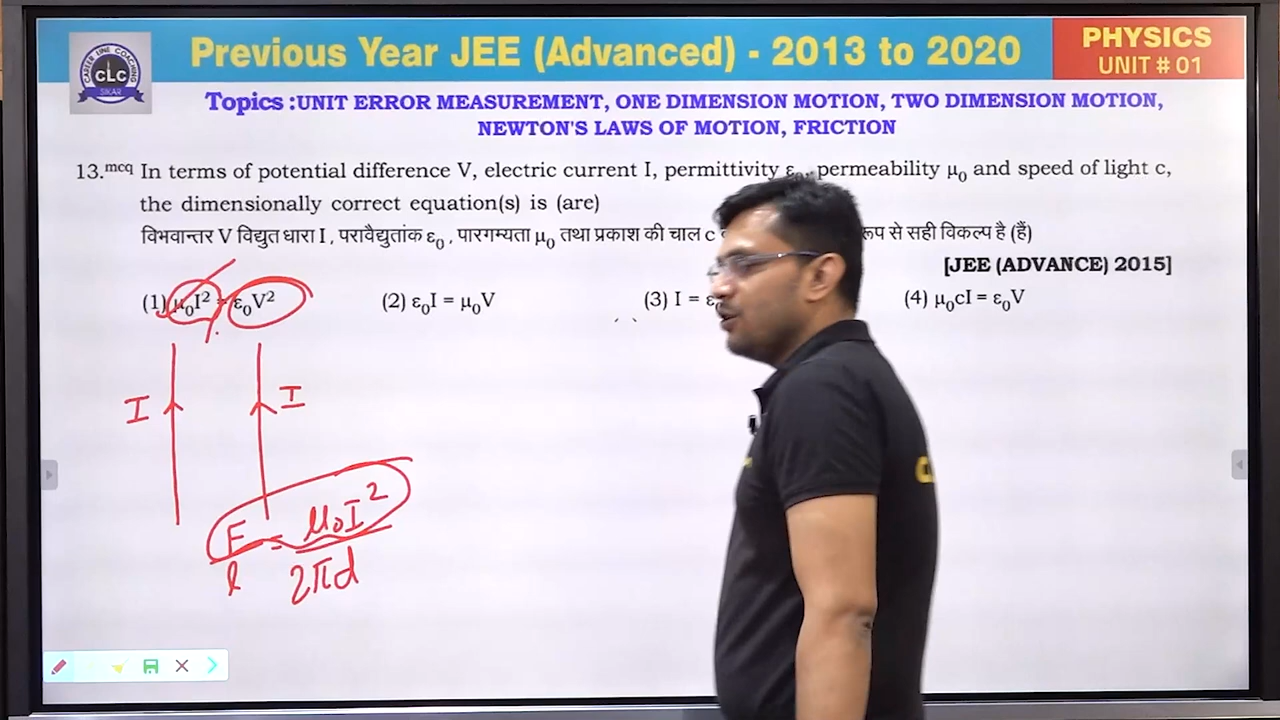 Previous Year JEE (Advanced) - 2013 to 2020
PHYSICS
UNIT # 01
CAREER LINE COACHING
CLC
SIKAR
Topics :UNIT ERROR MEASUREMENT, ONE DIMENSION MOTION, TWO DIMENSION MOTION,
NEWTON'S LAWS OF MOTION, FRICTION
13.mcq In terms of potential difference V, electric current I, permittivity ε₀, permeability μ₀ and speed of light c,
the dimensionally correct equation(s) is (are)
विभवान्तर V विद्युत धारा I , परावैद्युतांक ε₀ , पारगम्यता μ₀ तथा प्रकाश की चाल c रूप से सही विकल्प है (हैं)
[JEE (ADVANCE) 2015]
(1) μ₀I² = ε₀V² (2) ε₀I = μ₀V (3) I = (4) μ₀cI = ε₀V
I I
F/l = μ₀I²/2πd